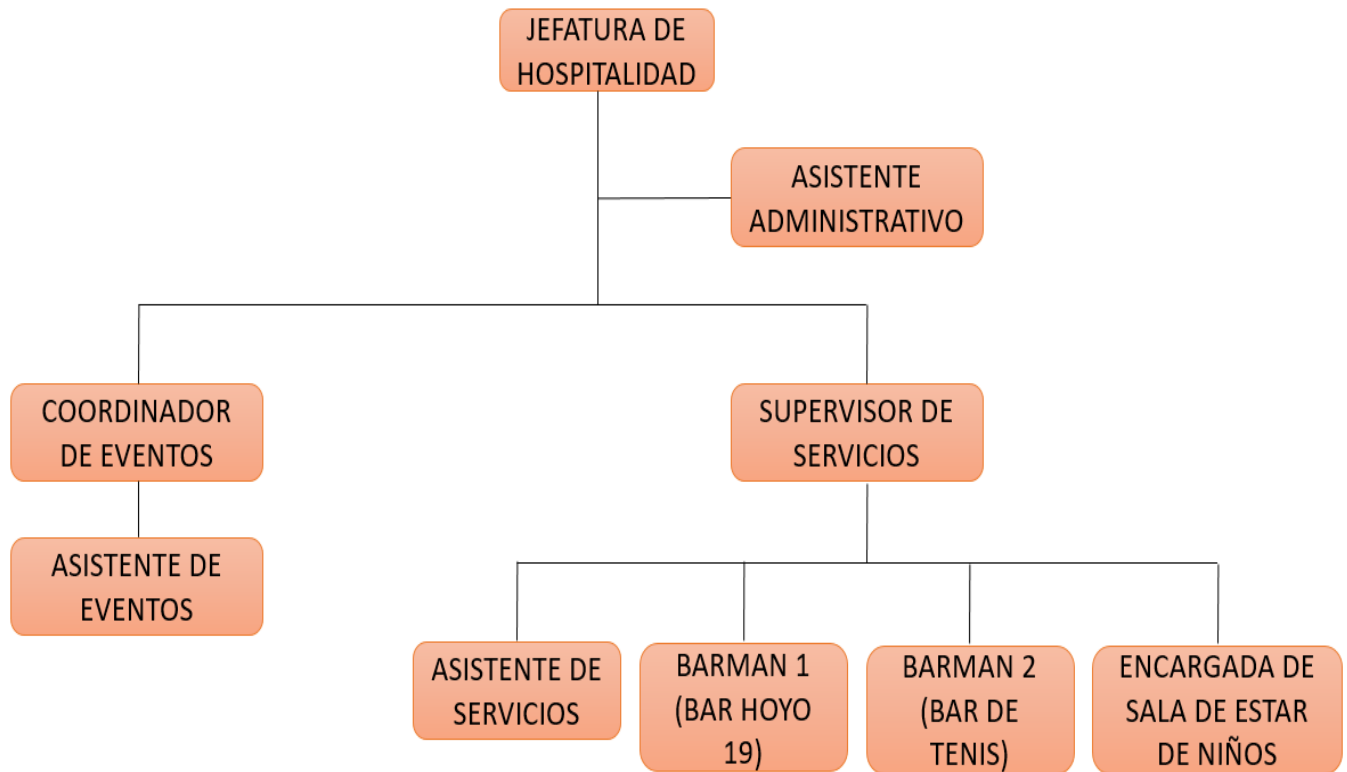 JEFATURA DE
HOSPITALIDAD
ASISTENTE
ADMINISTRATIVO
COORDINADOR
DE EVENTOS
SUPERVISOR DE
SERVICIOS
ASISTENTE DE
EVENTOS
ASISTENTE DE
SERVICIOS
BARMAN 1
(BAR HOYO
19)
BARMAN 2
(BAR DE
TENIS)
ENCARGADA DE
SALA DE ESTAR
DE NIÑOS